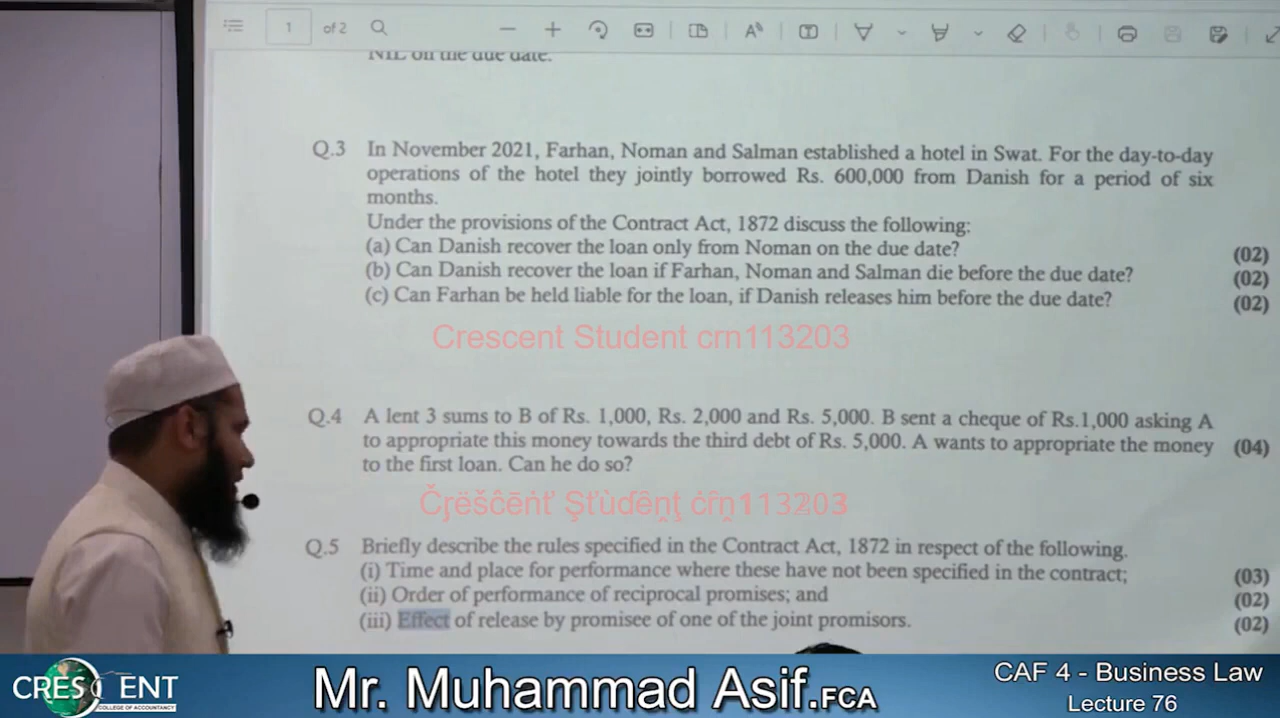 1 of 2
NIL on the due date.
Q.3 In November 2021, Farhan, Noman and Salman established a hotel in Swat. For the day-to-day
operations of the hotel they jointly borrowed Rs. 600,000 from Danish for a period of six
months.
Under the provisions of the Contract Act, 1872 discuss the following:
(a) Can Danish recover the loan only from Noman on the due date? (02)
(b) Can Danish recover the loan if Farhan, Noman and Salman die before the due date? (02)
(c) Can Farhan be held liable for the loan, if Danish releases him before the due date? (02)
Crescent Student crn113203
Q.4 A lent 3 sums to B of Rs. 1,000, Rs. 2,000 and Rs. 5,000. B sent a cheque of Rs.1,000 asking A
to appropriate this money towards the third debt of Rs. 5,000. A wants to appropriate the money (04)
to the first loan. Can he do so?
Q.5 Briefly describe the rules specified in the Contract Act, 1872 in respect of the following.
(i) Time and place for performance where these have not been specified in the contract; (03)
(ii) Order of performance of reciprocal promises; and (02)
(iii) Effect of release by promisee of one of the joint promisors. (02)
CRESCENT
COLLEGE OF ACCOUNTANCY
Mr. Muhammad Asif.FCA
CAF 4 - Business Law
Lecture 76